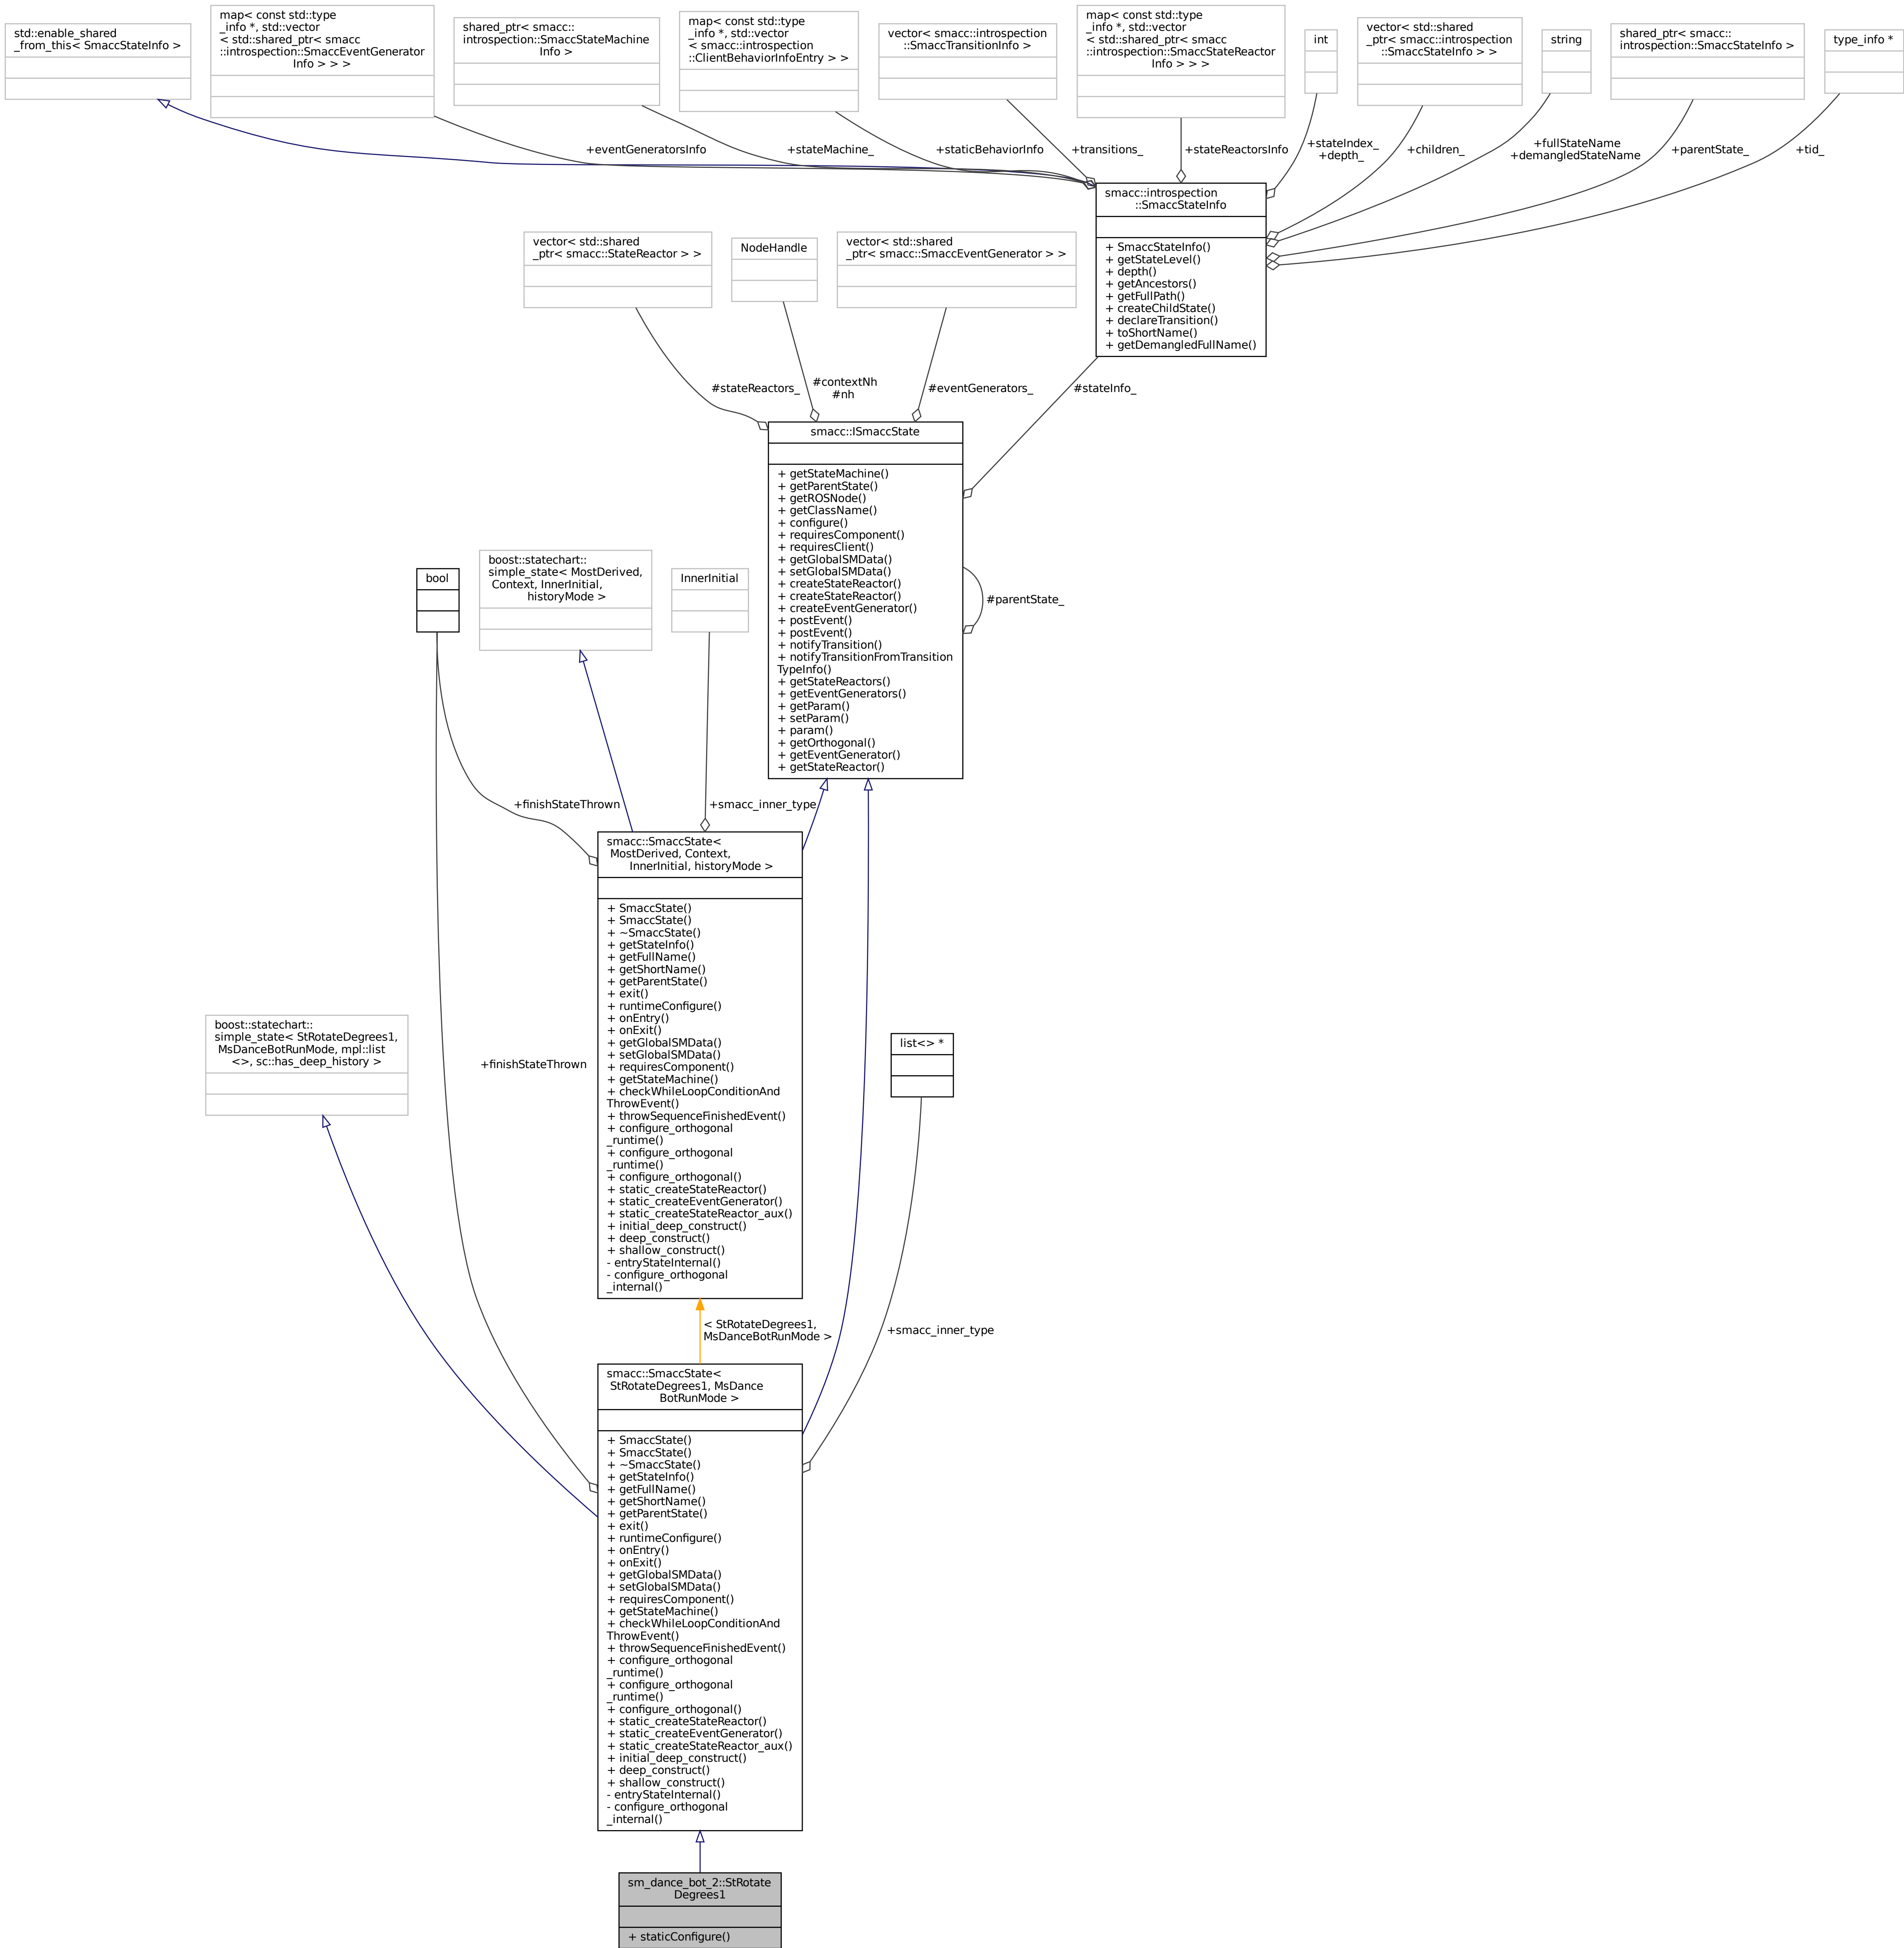 std::enable_shared
_from_this< SmaccStateInfo >
map< const std::type
_info *, std::vector
< std::shared_ptr< smacc
::introspection::SmaccEventGenerator
Info > > >
shared_ptr< smacc::
introspection::SmaccStateMachine
Info >
map< const std::type
_info *, std::vector
< smacc::introspection
::ClientBehaviorInfoEntry > >
vector< smacc::introspection
::SmaccTransitionInfo >
map< const std::type
_info *, std::vector
< std::shared_ptr< smacc
::introspection::SmaccStateReactor
Info > > >
int
vector< std::shared
_ptr< smacc::introspection
::SmaccStateInfo > >
string
shared_ptr< smacc::
introspection::SmaccStateInfo >
type_info *
+eventGeneratorsInfo
+stateMachine_
+staticBehaviorInfo
+transitions_
+stateReactorsInfo
+stateIndex_
+depth_
+children_
+fullStateName
+demangledStateName
+parentState_
+tid_
smacc::introspection
::SmaccStateInfo
+ SmaccStateInfo()
+ getStateLevel()
+ depth()
+ getAncestors()
+ getFullPath()
+ createChildState()
+ declareTransition()
+ toShortName()
+ getDemangledFullName()
vector< std::shared
_ptr< smacc::StateReactor > >
NodeHandle
vector< std::shared
_ptr< smacc::SmaccEventGenerator > >
#stateReactors_
#contextNh
#nh
#eventGenerators_
#stateInfo_
smacc::ISmaccState
+ getStateMachine()
+ getParentState()
+ getROSNode()
+ getClassName()
+ configure()
+ requiresComponent()
+ requiresClient()
+ getGlobalSMData()
+ setGlobalSMData()
+ createStateReactor()
+ createStateReactor()
+ createEventGenerator()
+ postEvent()
+ postEvent()
+ notifyTransition()
+ notifyTransitionFromTransition
TypeInfo()
+ getStateReactors()
+ getEventGenerators()
+ getParam()
+ setParam()
+ param()
+ getOrthogonal()
+ getEventGenerator()
+ getStateReactor()
#parentState_
bool
boost::statechart::
simple_state< MostDerived,
Context, InnerInitial,
historyMode >
InnerInitial
+finishStateThrown
+smacc_inner_type
smacc::SmaccState<
MostDerived, Context,
InnerInitial, historyMode >
+ SmaccState()
+ SmaccState()
+ ~SmaccState()
+ getStateInfo()
+ getFullName()
+ getShortName()
+ getParentState()
+ exit()
+ runtimeConfigure()
+ onEntry()
+ onExit()
+ getGlobalSMData()
+ setGlobalSMData()
+ requiresComponent()
+ getStateMachine()
+ checkWhileLoopConditionAnd
ThrowEvent()
+ throwSequenceFinishedEvent()
+ configure_orthogonal
_runtime()
+ configure_orthogonal
_runtime()
+ configure_orthogonal()
+ static_createStateReactor()
+ static_createEventGenerator()
+ static_createStateReactor_aux()
+ initial_deep_construct()
+ deep_construct()
+ shallow_construct()
- entryStateInternal()
- configure_orthogonal
_internal()
boost::statechart::
simple_state< StRotateDegrees1,
MsDanceBotRunMode, mpl::list
<>, sc::has_deep_history >
+finishStateThrown
list<> *
< StRotateDegrees1,
MsDanceBotRunMode >
+smacc_inner_type
smacc::SmaccState<
StRotateDegrees1, MsDance
BotRunMode >
+ SmaccState()
+ SmaccState()
+ ~SmaccState()
+ getStateInfo()
+ getFullName()
+ getShortName()
+ getParentState()
+ exit()
+ runtimeConfigure()
+ onEntry()
+ onExit()
+ getGlobalSMData()
+ setGlobalSMData()
+ requiresComponent()
+ getStateMachine()
+ checkWhileLoopConditionAnd
ThrowEvent()
+ throwSequenceFinishedEvent()
+ configure_orthogonal
_runtime()
+ configure_orthogonal
_runtime()
+ configure_orthogonal()
+ static_createStateReactor()
+ static_createEventGenerator()
+ static_createStateReactor_aux()
+ initial_deep_construct()
+ deep_construct()
+ shallow_construct()
- entryStateInternal()
- configure_orthogonal
_internal()
sm_dance_bot_2::StRotate
Degrees1
+ staticConfigure()